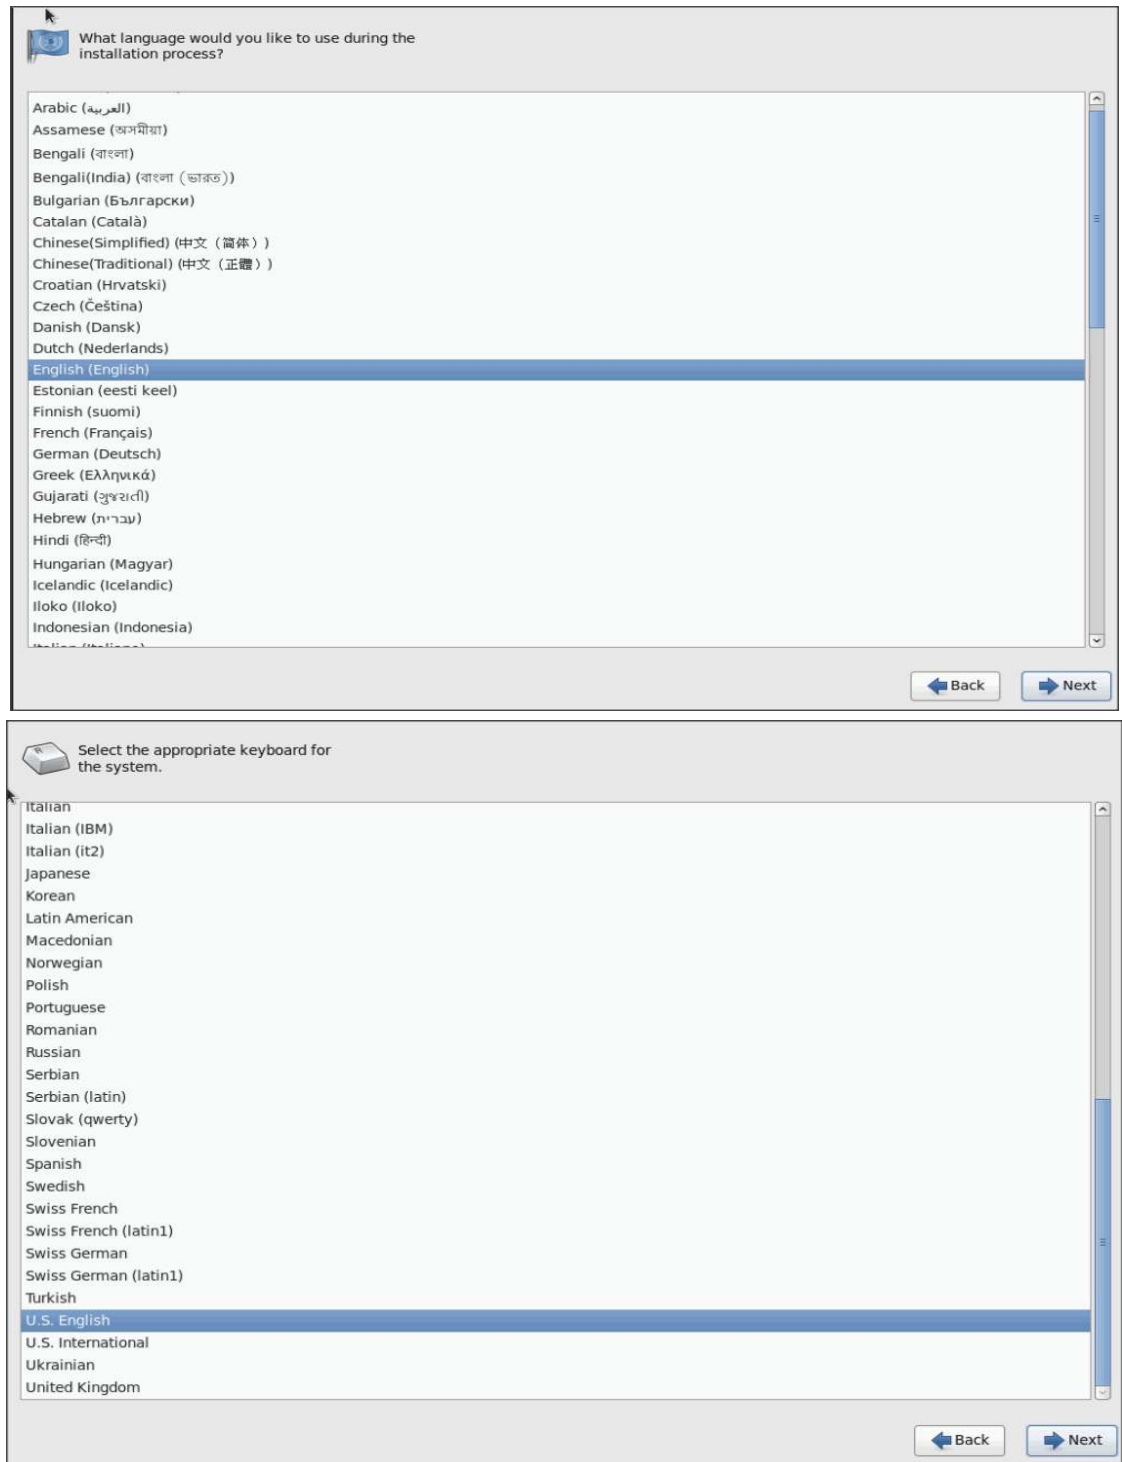 What language would you like to use during the
installation process?
Arabic (العربية)
Assamese (অসমীয়া)
Bengali (বাংলা)
Bengali(India) (বাংলা (ভারত))
Bulgarian (Български)
Catalan (Català)
Chinese(Simplified) (中文（简体）)
Chinese(Traditional) (中文（正體）)
Croatian (Hrvatski)
Czech (Čeština)
Danish (Dansk)
Dutch (Nederlands)
English (English)
Estonian (eesti keel)
Finnish (suomi)
French (Français)
German (Deutsch)
Greek (Ελληνικά)
Gujarati (ગુજરાતી)
Hebrew (עברית)
Hindi (हिन्दी)
Hungarian (Magyar)
Icelandic (Icelandic)
Iloko (Iloko)
Indonesian (Indonesia)
Italian (Italiano)
Back Next
Select the appropriate keyboard for
the system.
Italian
Italian (IBM)
Italian (it2)
Japanese
Korean
Latin American
Macedonian
Norwegian
Polish
Portuguese
Romanian
Russian
Serbian
Serbian (latin)
Slovak (qwerty)
Slovenian
Spanish
Swedish
Swiss French
Swiss French (latin1)
Swiss German
Swiss German (latin1)
Turkish
U.S. English
U.S. International
Ukrainian
United Kingdom
Back Next